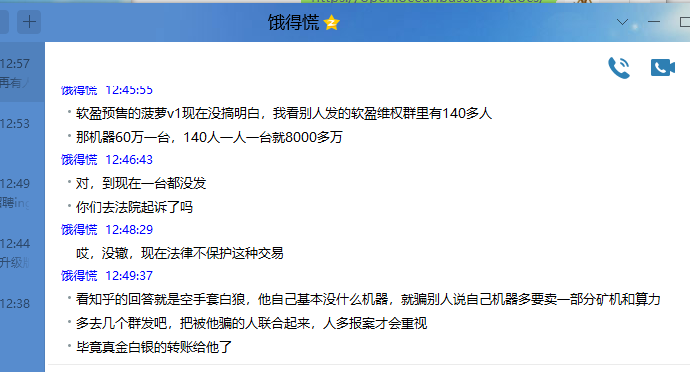 https://open.oceanbase.com/docs/
饿得慌
12:57
再有
12:53
12:49
聘ing
12:44
升级
12:38
饿得慌 12:45:55
软盈预售的菠萝v1现在没搞明白，我看别人发的软盈维权群里有140多人
那机器60万一台，140人一人一台就8000多万
饿得慌 12:46:43
对，到现在一台都没发
你们去法院起诉了吗
饿得慌 12:48:29
哎，没辙，现在法律不保护这种交易
饿得慌 12:49:37
看知乎的回答就是空手套白狼，他自己基本没什么机器，就骗别人说自己机器多要卖一部分矿机和算力
多去几个群发吧，把被他骗的人联合起来，人多报案才会重视
毕竟真金白银的转账给他了